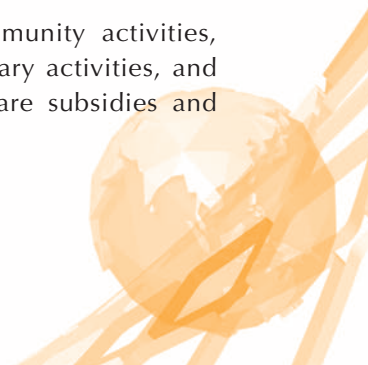 munity activities,
ary activities, and
are subsidies and